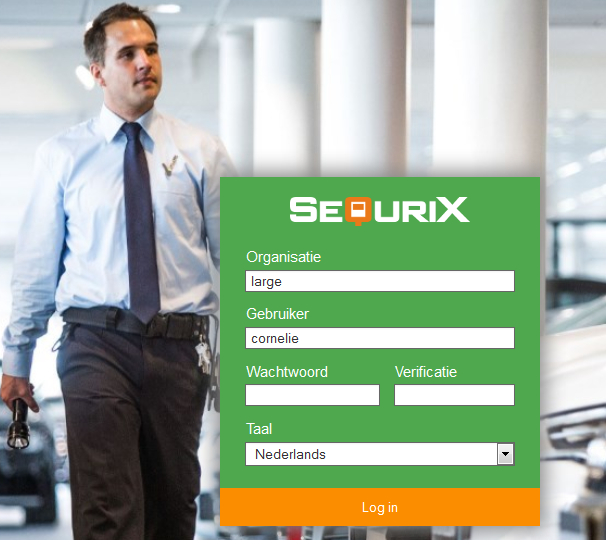 SEQURIX
Organisatie
large
Gebruiker
cornelie
Wachtwoord Verificatie
Taal
Nederlands
Log in